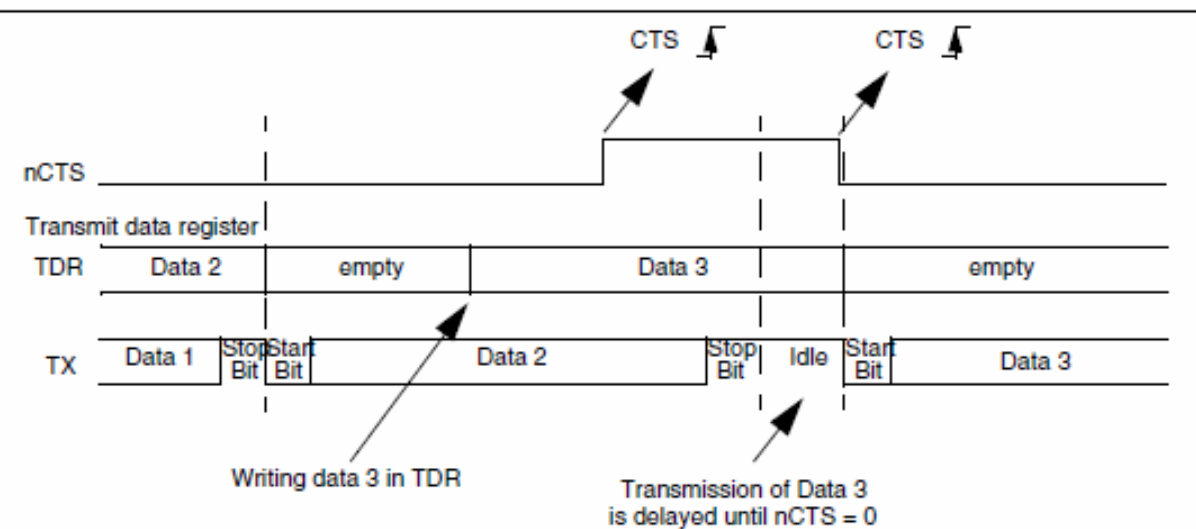 CTS CTS
nCTS
Transmit data register
TDR Data 2 empty Data 3 empty
TX Data 1 Stop Bit Start Bit Data 2 Stop Bit Idle Start Bit Data 3
Writing data 3 in TDR
Transmission of Data 3
is delayed until nCTS = 0